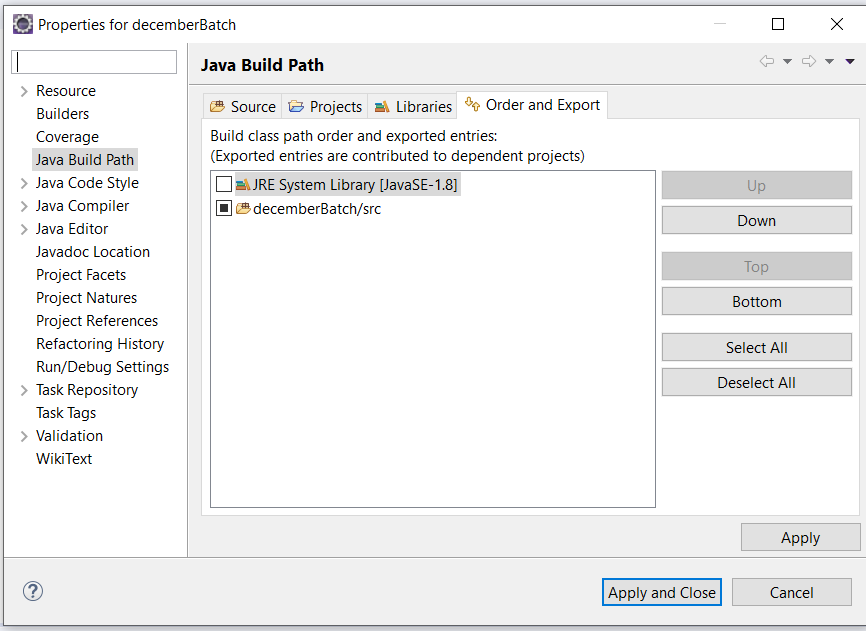 Properties for decemberBatch
Java Build Path
Resource
Builders
Coverage
Java Build Path
Java Code Style
Java Compiler
Java Editor
Javadoc Location
Project Facets
Project Natures
Project References
Refactoring History
Run/Debug Settings
Task Repository
Task Tags
Validation
WikiText
Source Projects Libraries Order and Export
Build class path order and exported entries:
(Exported entries are contributed to dependent projects)
JRE System Library [JavaSE-1.8]
decemberBatch/src
Up
Down
Top
Bottom
Select All
Deselect All
Apply
? Apply and Close Cancel